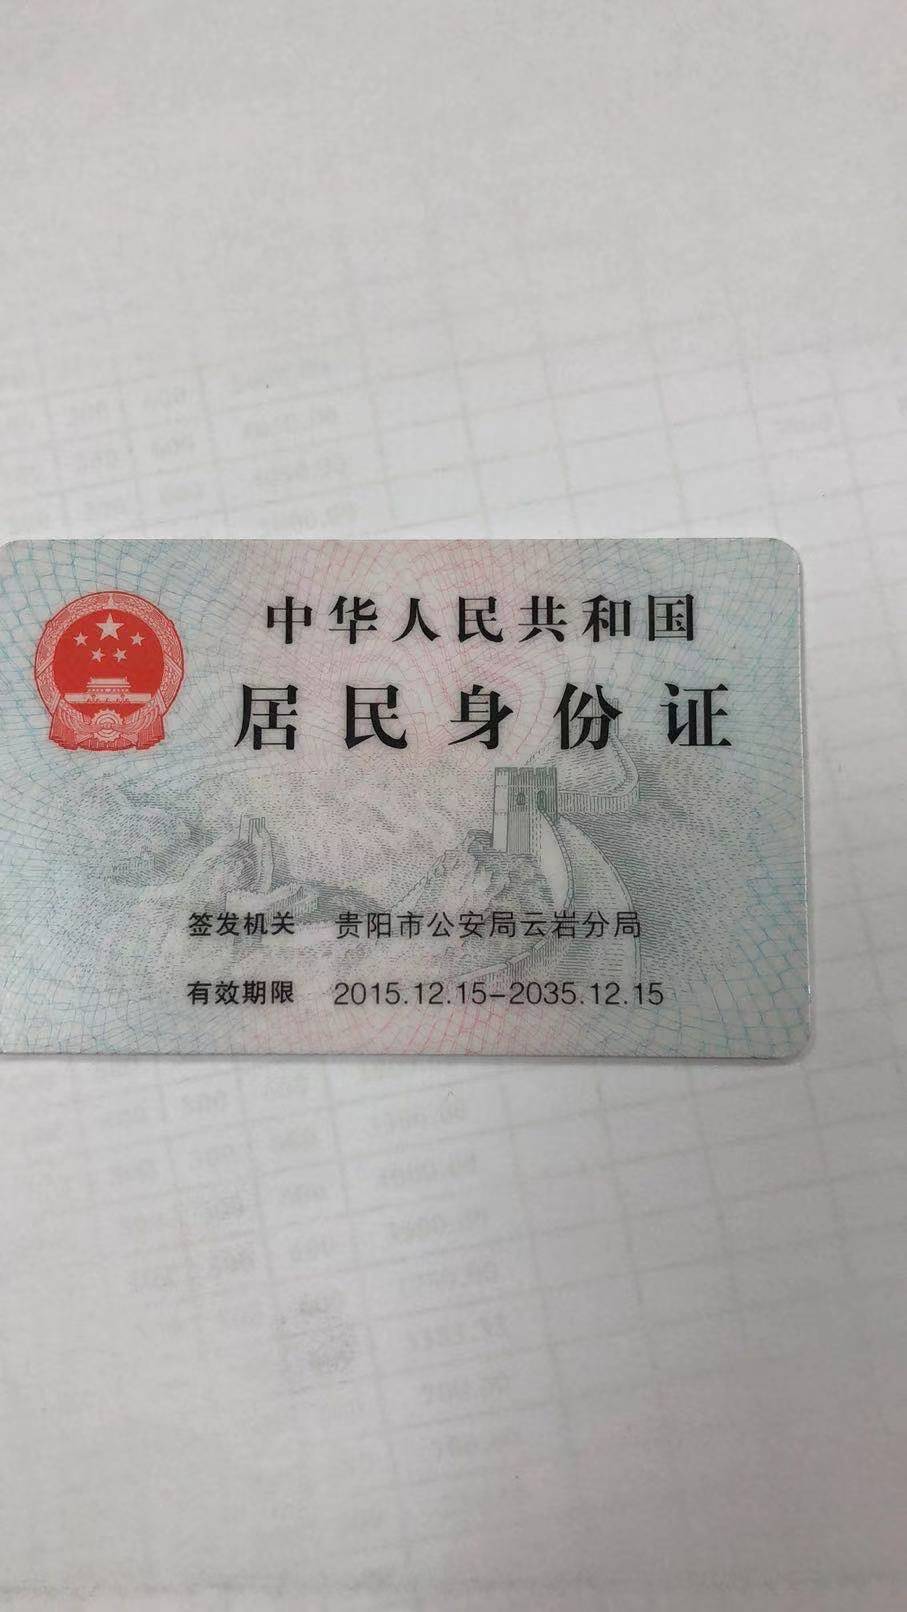 中华人民共和国
居民身份证
签发机关 贵阳市公安局云岩分局
有效期限 2015.12.15-2035.12.15